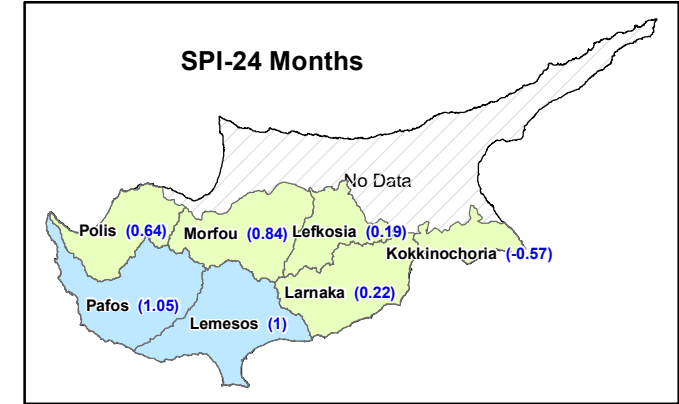 SPI-24 Months
No Data
Polis (0.64)
Morfou (0.84)
Lefkosia (0.19)
Kokkinochoria (-0.57)
Pafos (1.05)
Larnaka (0.22)
Lemesos (1)